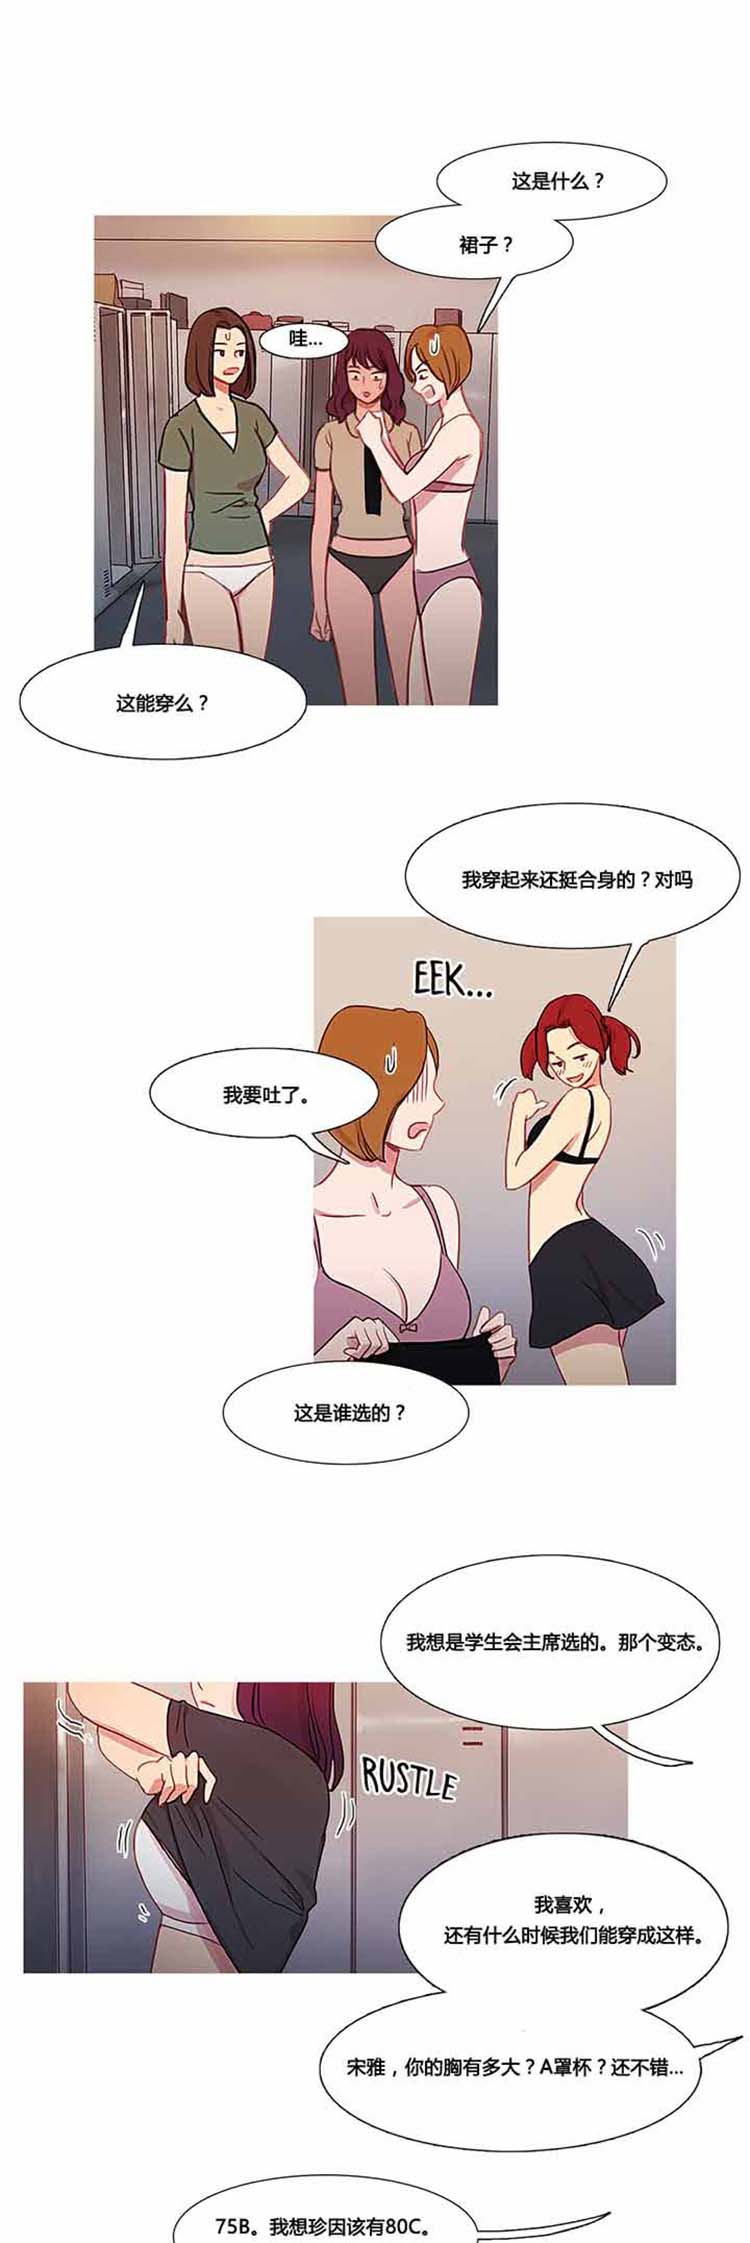 这是什么？
裙子？
哇...
这能穿么？
我穿起来还挺合身的？对吗
EEK...
我要吐了。
这是谁选的？
我想是学生会主席选的。那个变态。
RUSTLE
我喜欢，
还有什么时候我们能穿成这样。
宋雅，你的胸有多大？A罩杯？还不错...
75B。我想珍因该有80C。